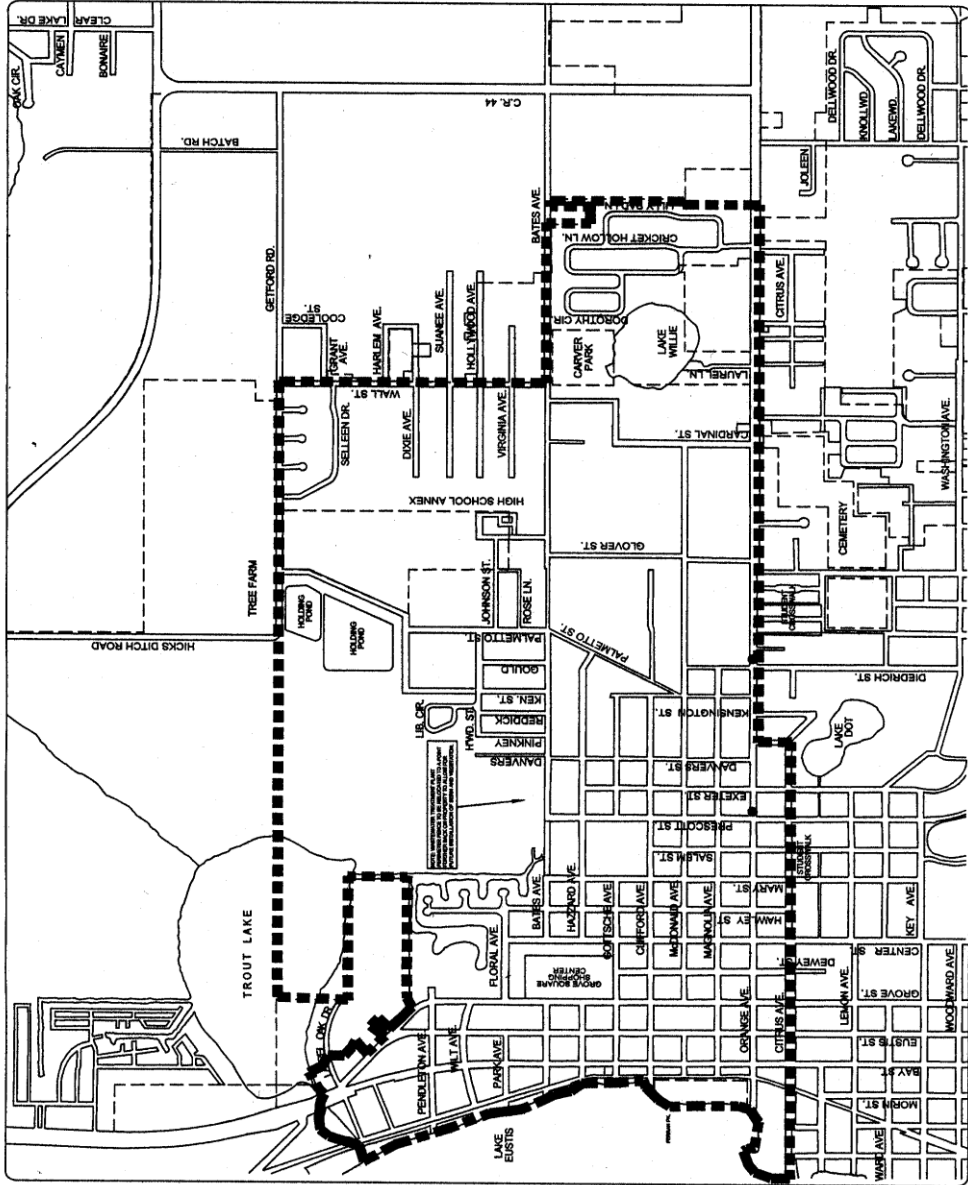 CLEAR
LAKE DR.
OAK CIR.
CAYMEN
BONAIRE
BATCH RD.
C.R. 44
DELLWOOD DR.
KNOLLWD.
LAKEWD.
DELLWOOD DR.
JOLEEN
GETFORD RD.
BATES AVE.
CRICKET HOLLOW LN.
COOLEDGE
ST.
GRANT
AVE.
HARLEM AVE.
SUANEE AVE.
HOLLYWOOD AVE.
DOROTHY CIR.
CARVER
PARK
LAKE
WILLIE
LAUREL LN.
CITRUS AVE.
WALL ST.
SELLEEN DR.
DIXIE AVE.
VIRGINIA AVE.
CARDINAL ST.
WASHINGTON AVE.
HIGH SCHOOL ANNEX
GLOVER ST.
CEMETERY
TREE FARM
HOLDING
POND
HOLDING
POND
JOHNSON ST.
ROSE LN.
HICKS DITCH ROAD
PALMETTO ST.
PALMETTO ST.
GOULD
KEN. ST.
REDDICK
PINKNEY
DANVERS
LIB. CIR.
H'WD. ST.
KENSINGTON ST.
DIEDRICH ST.
LAKE
DOT
DANVERS ST.
EXETER ST.
PRESCOTT ST.
SALEM ST.
STUDENT
CROSSWALK
MARY ST.
HAWLEY ST
TROUT LAKE
FLORAL AVE.
BATES AVE.
HAZZARD AVE.
GOTTSCHE AVE.
CLIFFORD AVE.
McDONALD AVE.
MAGNOLIA AVE.
KEY AVE.
GROVE SQUARE
SHOPPING
CENTER
DEWEY ST.
CENTER ST.
GROVE ST.
PENDLETON AVE.
WILT AVE.
PARK AVE.
ORANGE AVE.
CITRUS AVE.
LEMON AVE.
WOODWARD AVE.
EUSTIS ST.
BAY ST.
MORIN ST.
LAKE
EUSTIS
WARD AVE.